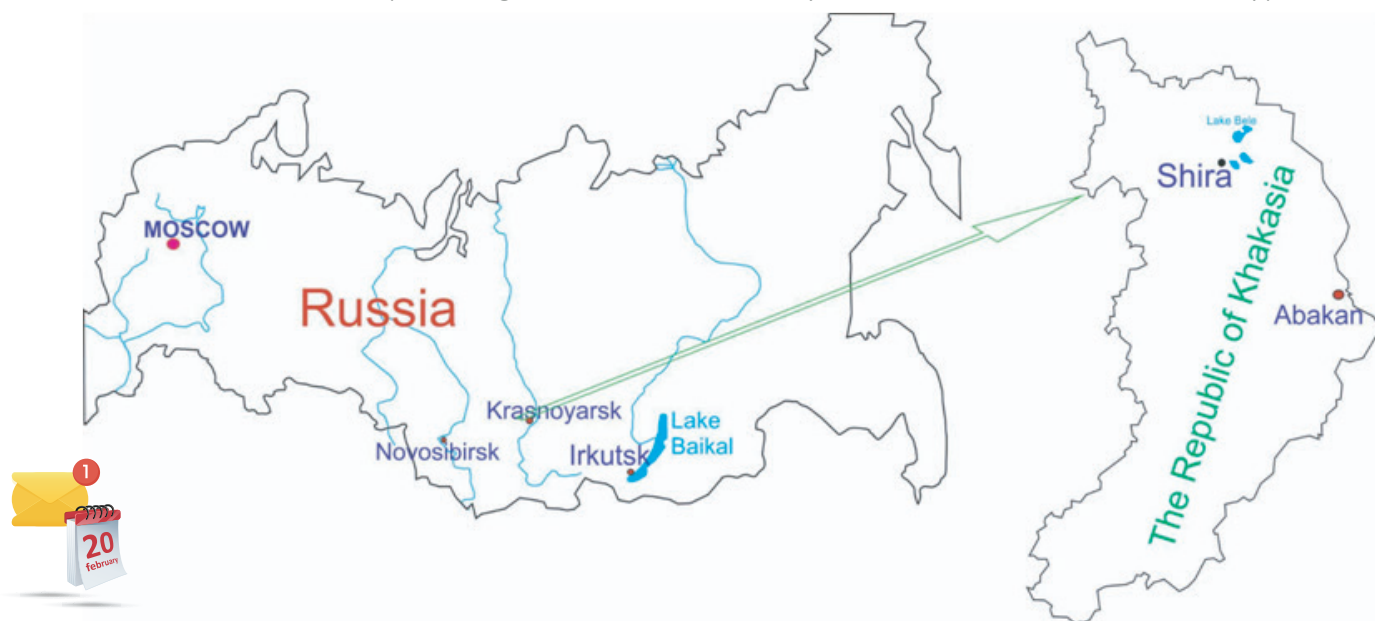 Lake Bele
Shira
MOSCOW
The Republic of Khakasia
Russia
Abakan
Krasnoyarsk
Lake
Baikal
Novosibirsk
Irkutsk
1
20
february